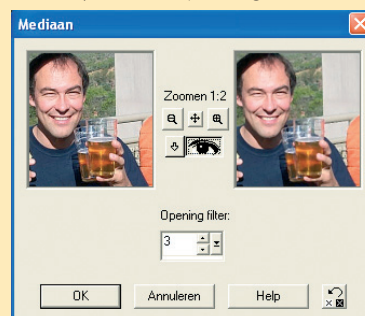 Mediaan
Zoomen 1:2
Opening filter:
3
OK
Annuleren
Help